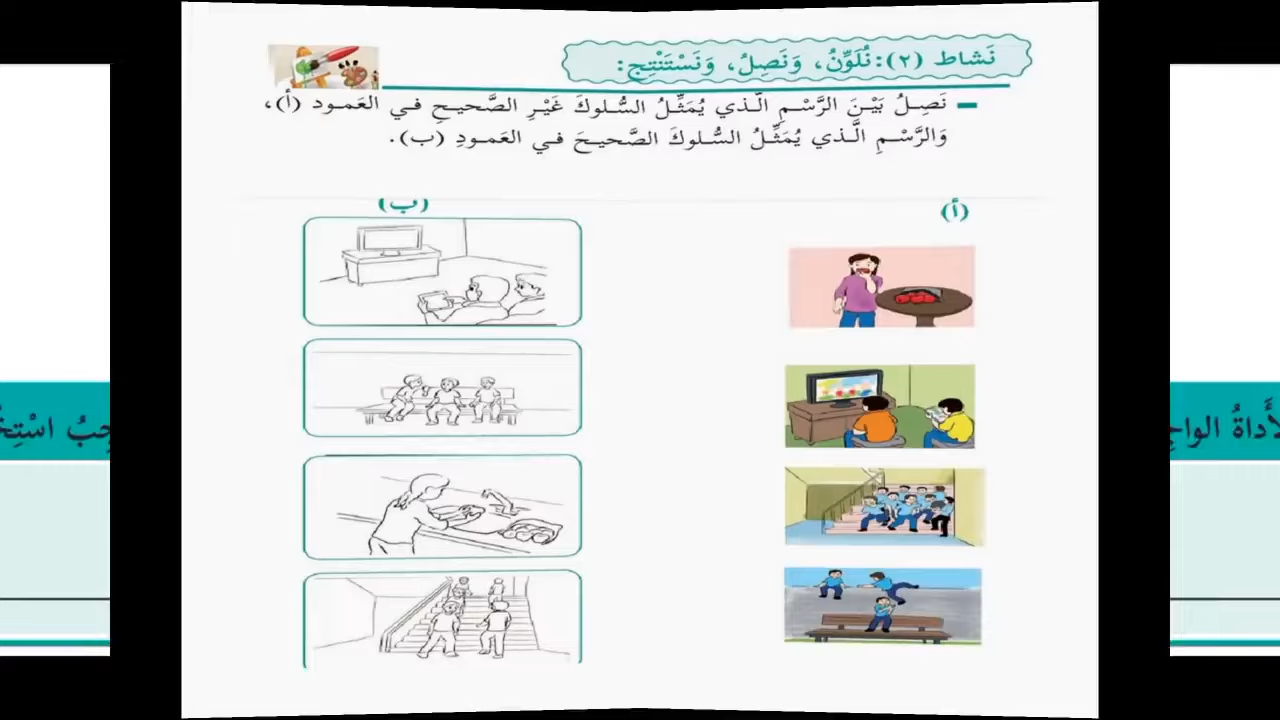 نَشاط (٢): نُلَوِّنُ، وَنَصِلُ، وَنَسْتَنْتِج:
نَصِلُ بَيْنَ الرَّسْمِ الَّذي يُمَثِّلُ السُّلوكَ غَيْرِ الصَّحيحِ في العَمود (أ)،
وَالرَّسْمِ الَّذي يُمَثِّلُ السُّلوكَ الصَّحيحَ في العَمودِ (ب).
(أ)
(ب)